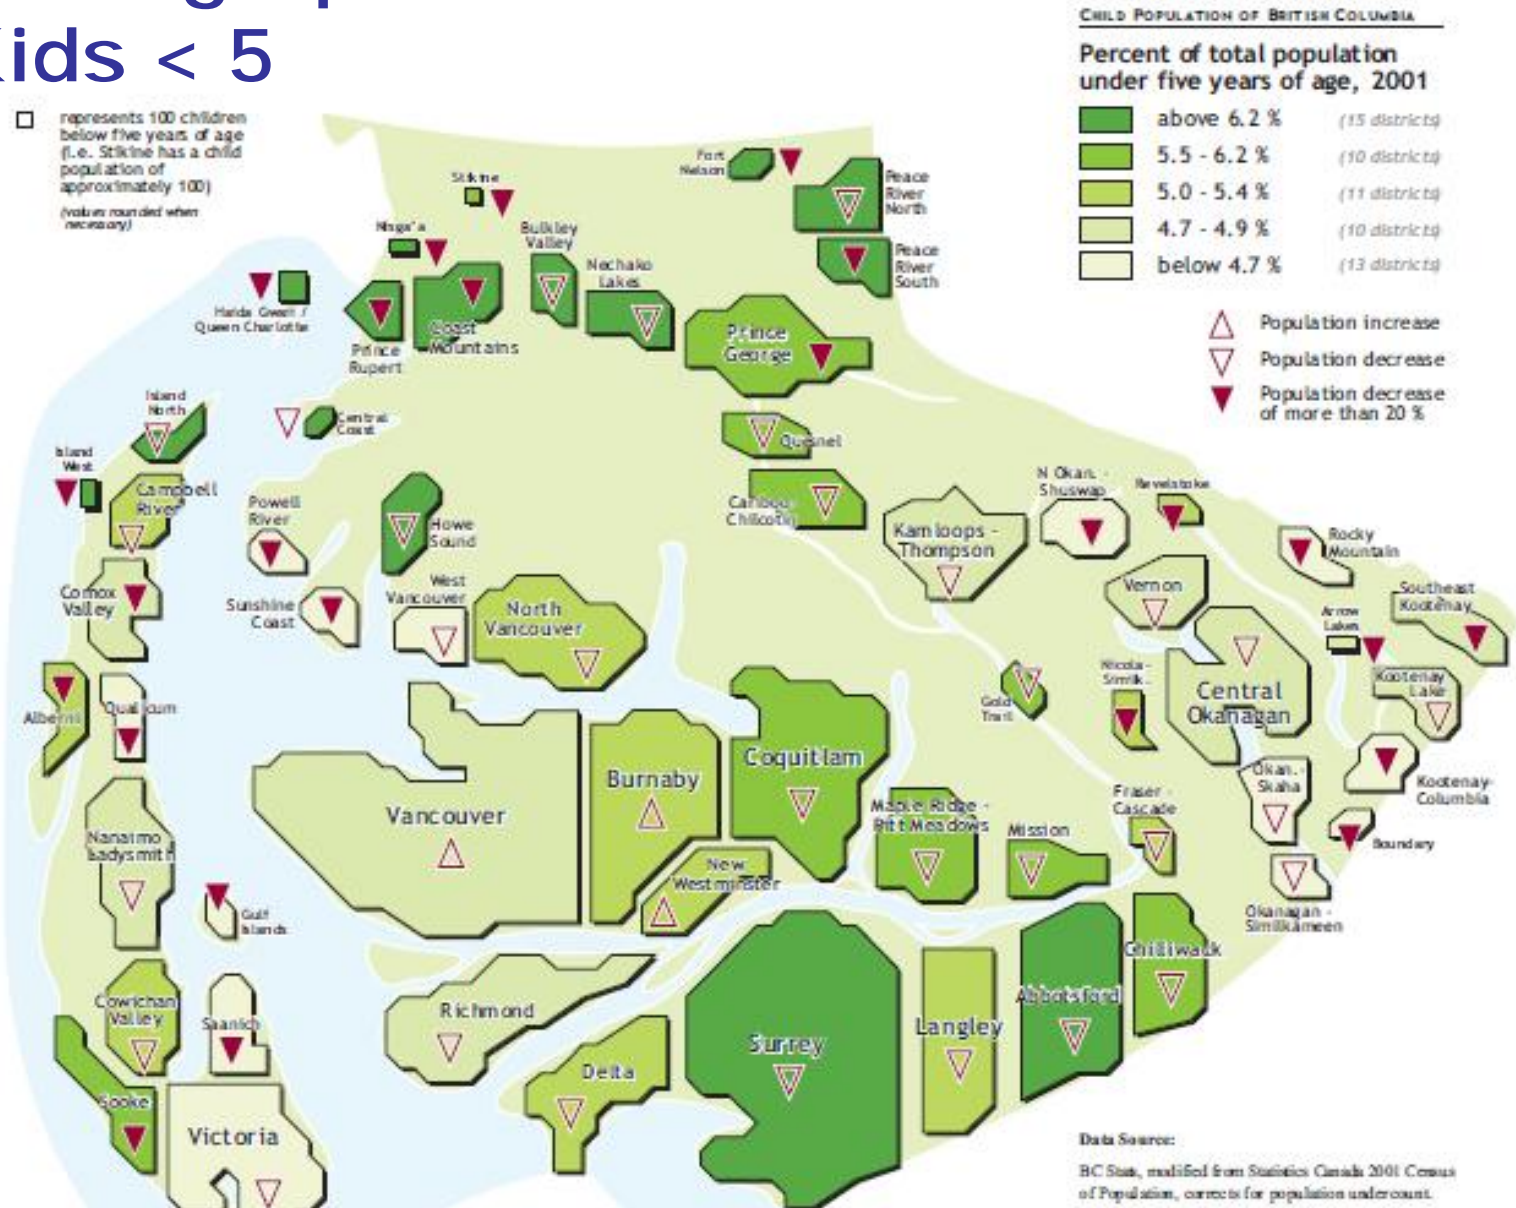 Kids < 5
represents 100 children
below five years of age
(i.e. Stikine has a child
population of
approximately 100)
(values rounded when
necessary)
CHILD POPULATION OF BRITISH COLUMBIA
Percent of total population
under five years of age, 2001
above 6.2 % (15 districts)
5.5 - 6.2 % (10 districts)
5.0 - 5.4 % (11 districts)
4.7 - 4.9 % (10 districts)
below 4.7 % (13 districts)
Population increase
Population decrease
Population decrease
of more than 20 %
Fort
Nelson
Peace
River
North
Peace
River
South
Stikine
Nisga'a
Bulkley
Valley
Nechako
Lakes
Haida Gwaii /
Queen Charlotte
Prince
Rupert
Coast
Mountains
Prince
George
Island
North
Central
Coast
Quesnel
Island
West
Campbell
River
Powell
River
Howe
Sound
Cariboo
Chilcotin
Kamloops -
Thompson
N Okan. -
Shuswap
Revelstoke
Rocky
Mountain
Comox
Valley
Sunshine
Coast
West
Vancouver
North
Vancouver
Vernon
Arrow
Lakes
Southeast
Kootenay
Alberni
Qualicum
Gold
Trail
Nicola-
Simik.
Central
Okanagan
Kootenay
Lake
Vancouver
Burnaby
Coquitlam
Maple Ridge -
Pitt Meadows
Mission
Fraser -
Cascade
Okan.-
Skaha
Kootenay-
Columbia
Boundary
Nanaimo
Ladysmith
New
Westminster
Okanagan -
Similkameen
Gulf
Islands
Chilliwack
Cowichan
Valley
Saanich
Richmond
Abbotsford
Langley
Surrey
Delta
Sooke
Victoria
Data Source:
BC Stats, modified from Statistics Canada 2001 Census
of Population, corrects for population undercount.